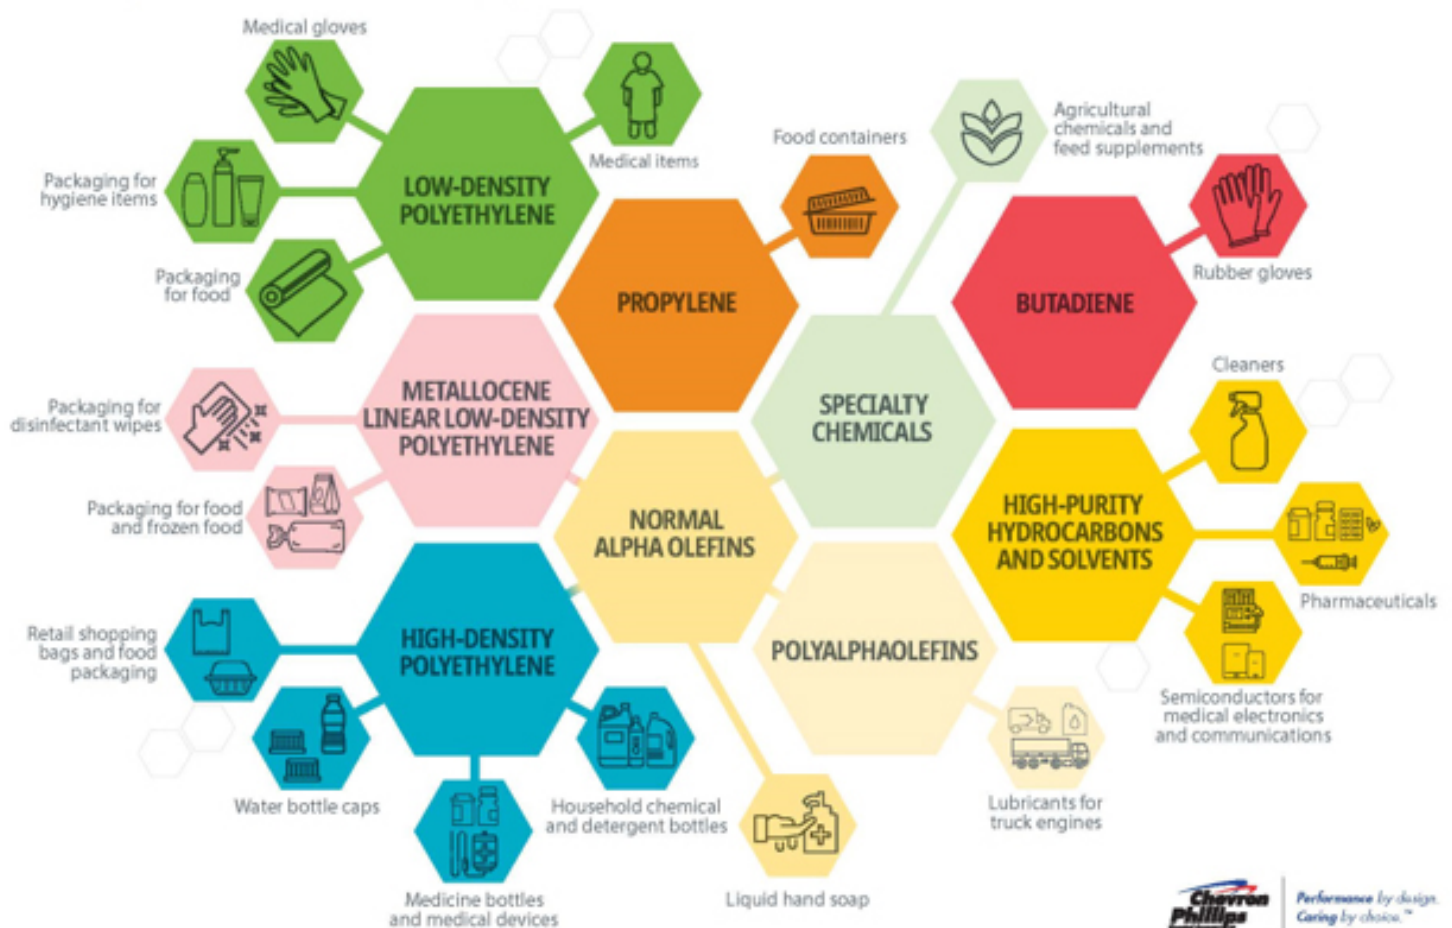 Medical gloves
Medical items
Packaging for
hygiene items
Packaging
for food
LOW-DENSITY
POLYETHYLENE
Food containers
Agricultural
chemicals and
feed supplements
PROPYLENE
BUTADIENE
Rubber gloves
METALLOCENE
LINEAR LOW-DENSITY
POLYETHYLENE
Packaging for
disinfectant wipes
Packaging for food
and frozen food
SPECIALTY
CHEMICALS
Cleaners
NORMAL
ALPHA OLEFINS
HIGH-PURITY
HYDROCARBONS
AND SOLVENTS
Pharmaceuticals
Semiconductors for
medical electronics
and communications
HIGH-DENSITY
POLYETHYLENE
Retail shopping
bags and food
packaging
Water bottle caps
Medicine bottles
and medical devices
Household chemical
and detergent bottles
POLYALPHAOLEFINS
Lubricants for
truck engines
Liquid hand soap
Chevron
Phillips
Performance by design.
Caring by choice.™